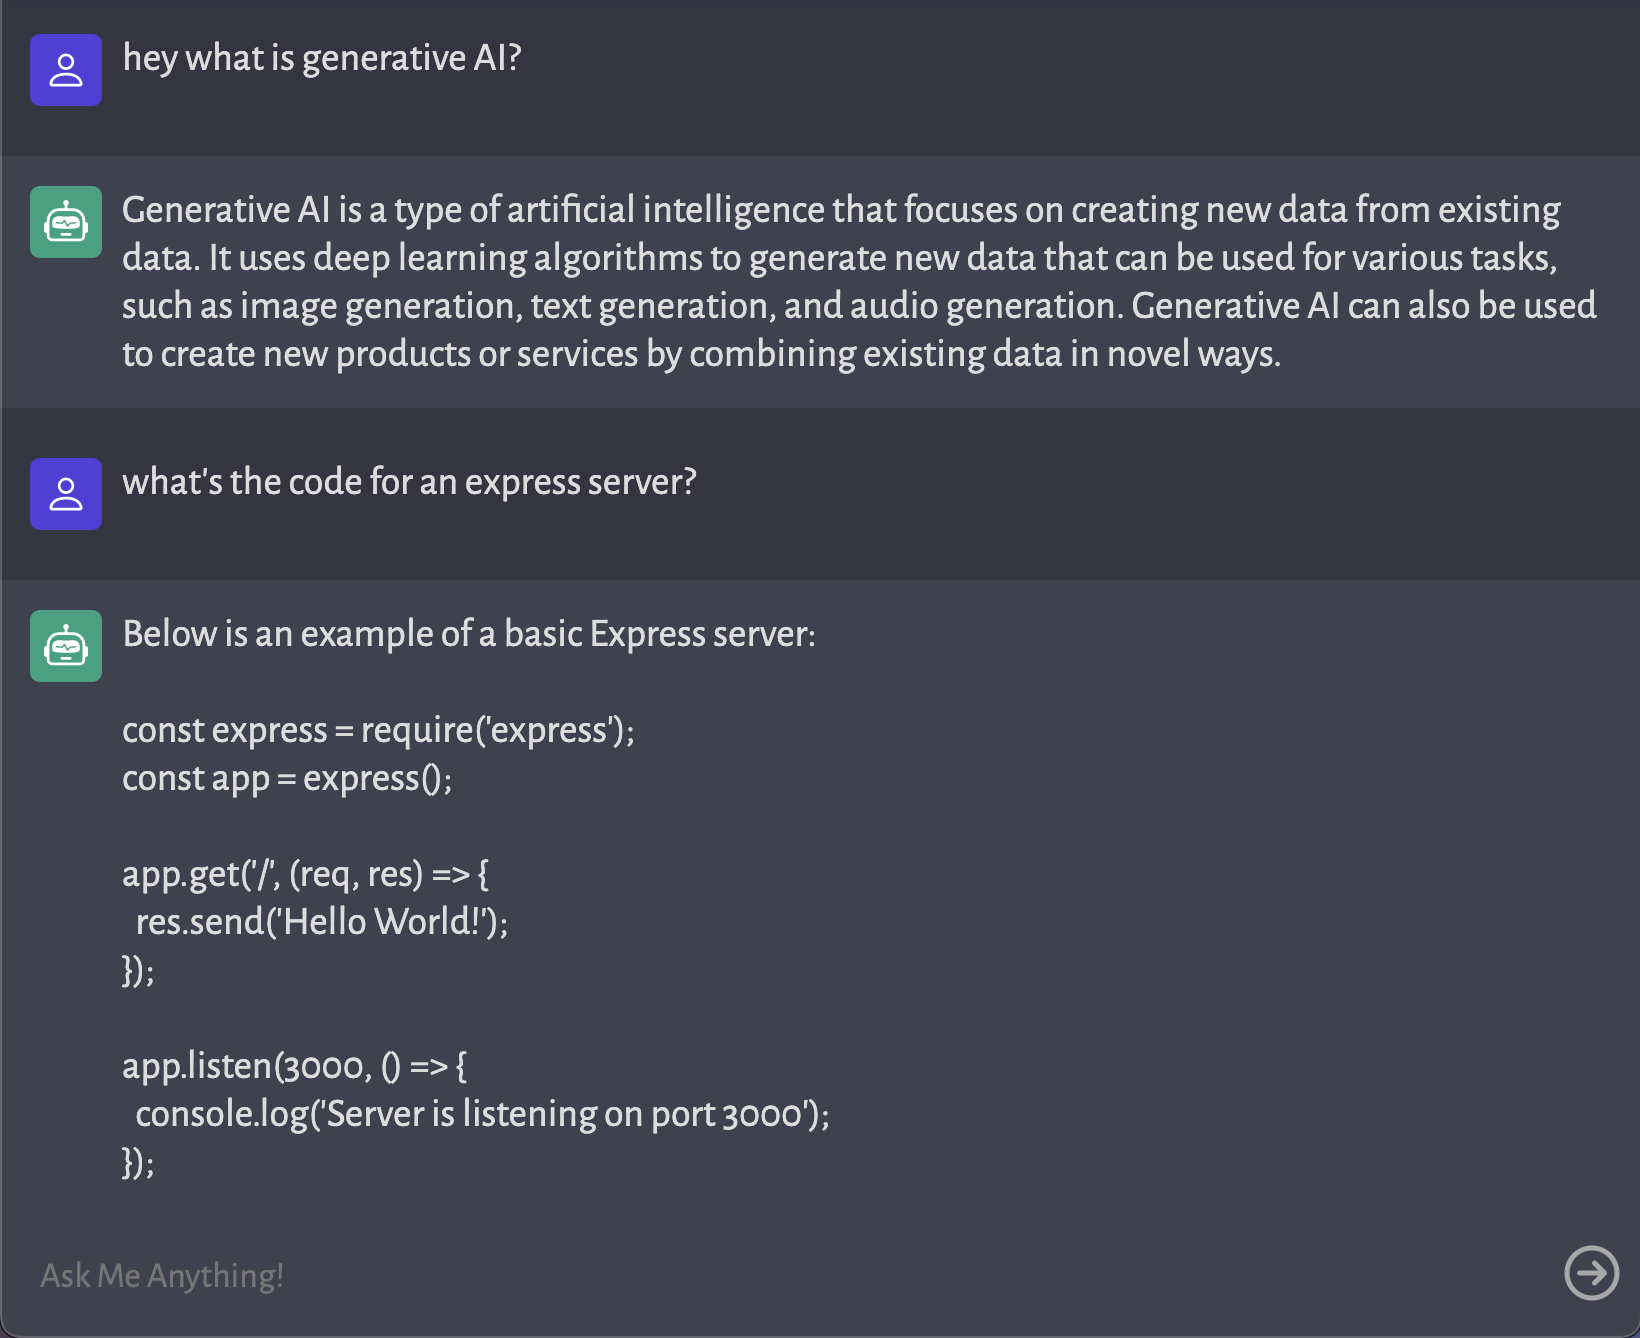 hey what is generative AI?
Generative AI is a type of artificial intelligence that focuses on creating new data from existing
data. It uses deep learning algorithms to generate new data that can be used for various tasks,
such as image generation, text generation, and audio generation. Generative AI can also be used
to create new products or services by combining existing data in novel ways.
what's the code for an express server?
Below is an example of a basic Express server:
const express = require('express');
const app = express();
app.get('/', (req, res) => {
  res.send('Hello World!');
});
app.listen(3000, () => {
  console.log('Server is listening on port 3000');
});
Ask Me Anything!